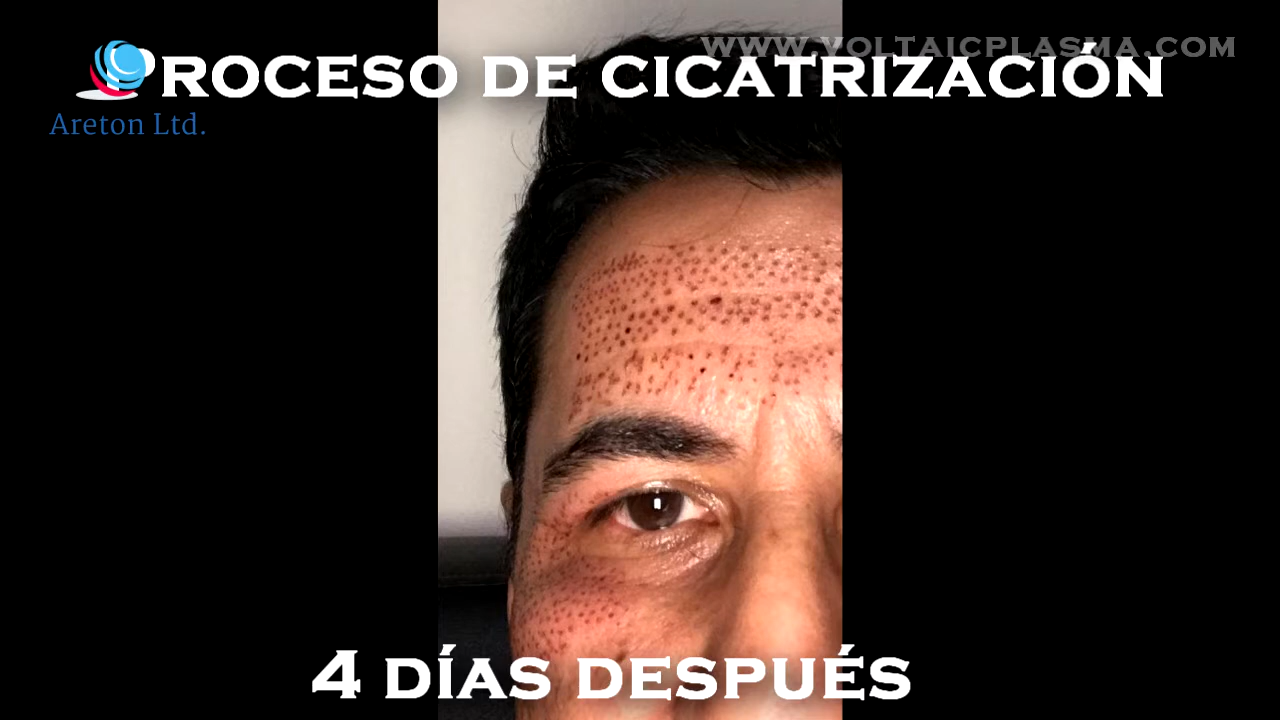 WWW.VOLTAICPLASMA.COM
PROCESO DE CICATRIZACIÓN
Areton Ltd.
4 DÍAS DESPUÉS